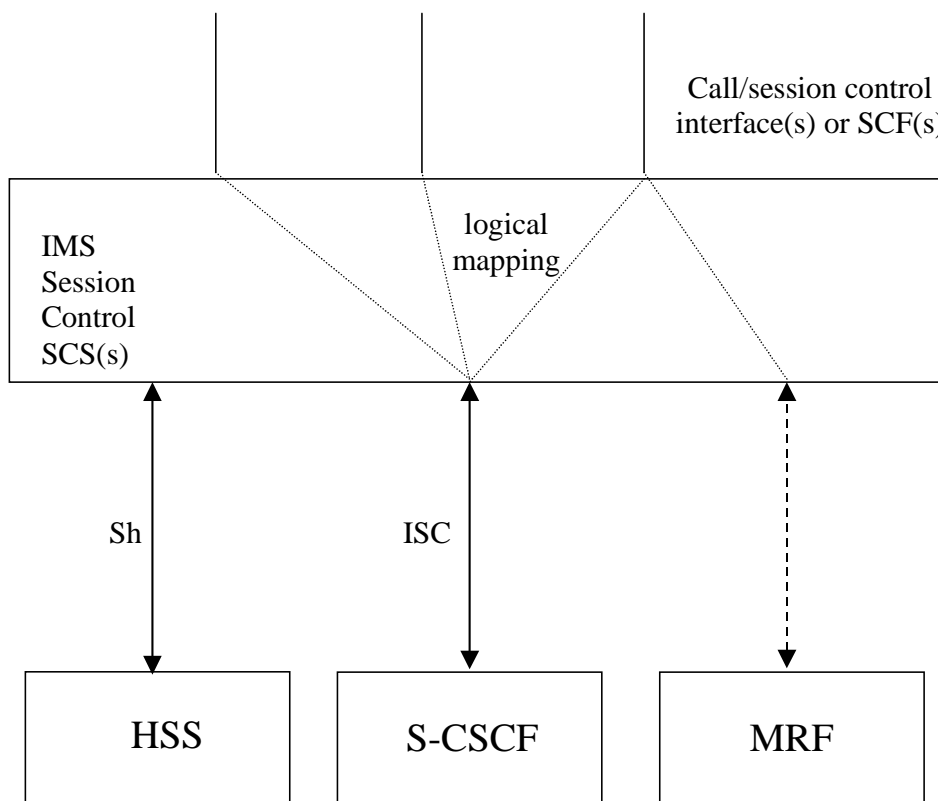 Call/session control
interface(s) or SCF(s)
logical
mapping
IMS
Session
Control
SCS(s)
Sh
ISC
HSS
S-CSCF
MRF